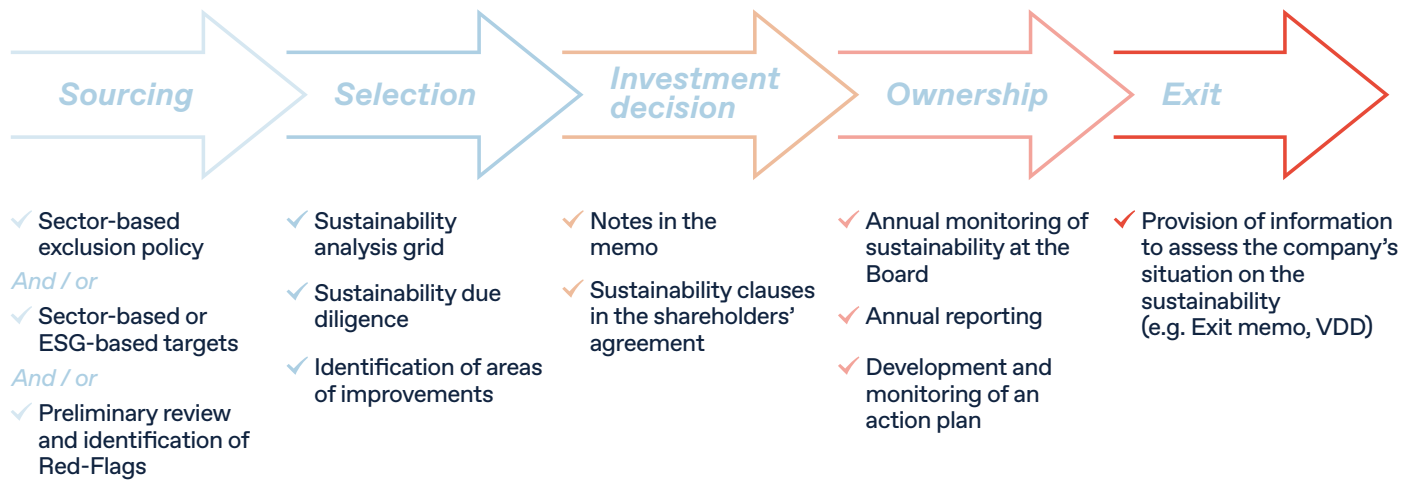 Sourcing
Sector-based
exclusion policy
And / or
Sector-based or
ESG-based targets
And / or
Preliminary review
and identification of
Red-Flags
Selection
Sustainability
analysis grid
Sustainability due
diligence
Identification of areas
of improvements
Investment
decision
Notes in the
memo
Sustainability clauses
in the shareholders’
agreement
Ownership
Annual monitoring of
sustainability at the
Board
Annual reporting
Development and
monitoring of an
action plan
Exit
Provision of information
to assess the company’s
situation on the
sustainability
(e.g. Exit memo, VDD)